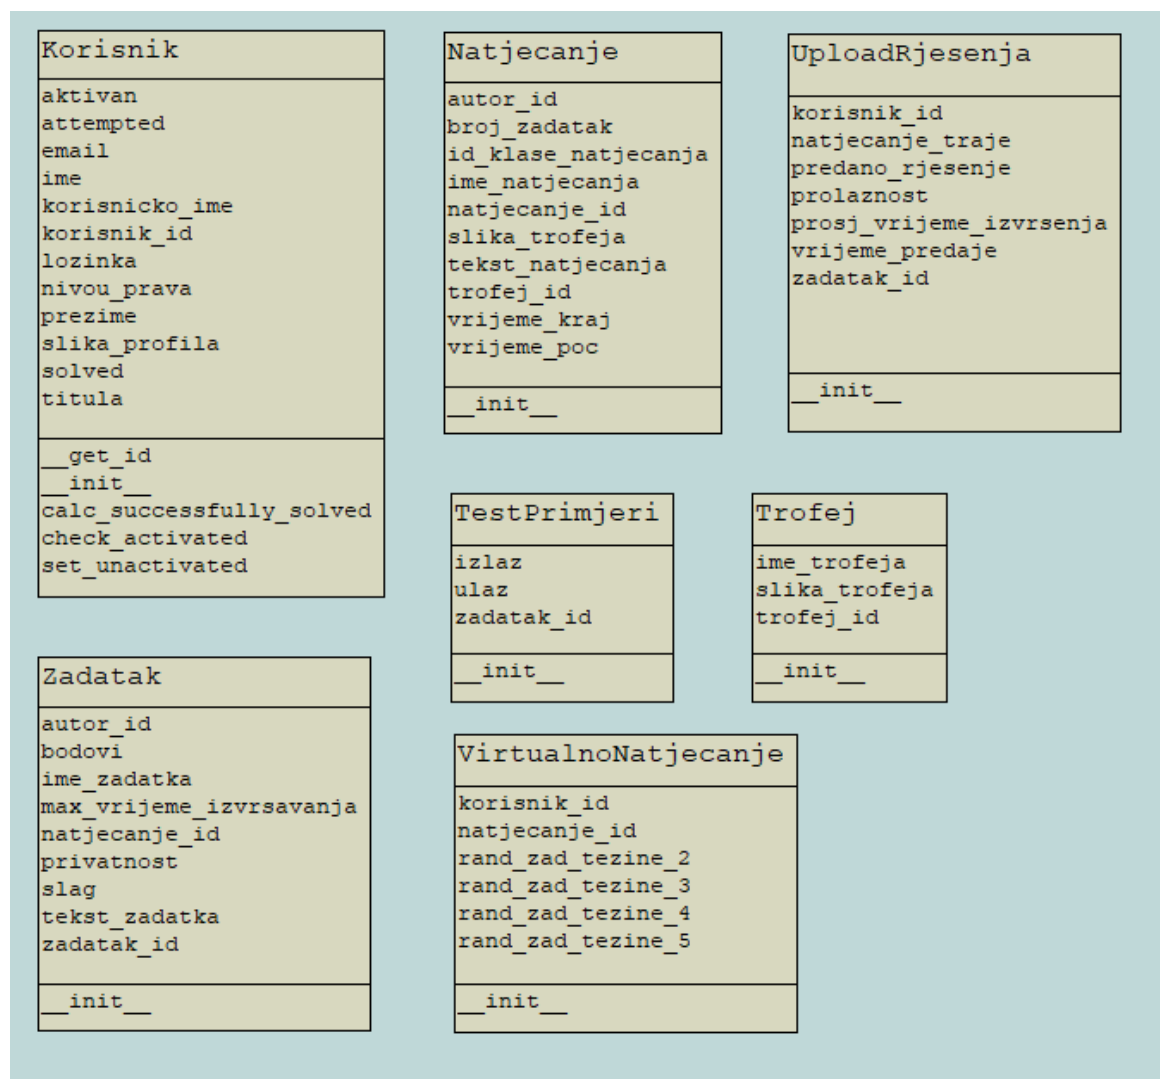 Korisnik
aktivan
attempted
email
ime
korisnicko_ime
korisnik_id
lozinka
nivou_prava
prezime
slika_profila
solved
titula
__get_id
__init__
calc_successfully_solved
check_activated
set_unactivated
Natjecanje
autor_id
broj_zadatak
id_klase_natjecanja
ime_natjecanja
natjecanje_id
slika_trofeja
tekst_natjecanja
trofej_id
vrijeme_kraj
vrijeme_poc
__init__
UploadRjesenja
korisnik_id
natjecanje_traje
predano_rjesenje
prolaznost
prosj_vrijeme_izvrsenja
vrijeme_predaje
zadatak_id
__init__
TestPrimjeri
izlaz
ulaz
zadatak_id
__init__
Trofej
ime_trofeja
slika_trofeja
trofej_id
__init__
Zadatak
autor_id
bodovi
ime_zadatka
max_vrijeme_izvrsavanja
natjecanje_id
privatnost
slag
tekst_zadatka
zadatak_id
__init__
VirtualnoNatjecanje
korisnik_id
natjecanje_id
rand_zad_tezine_2
rand_zad_tezine_3
rand_zad_tezine_4
rand_zad_tezine_5
__init__